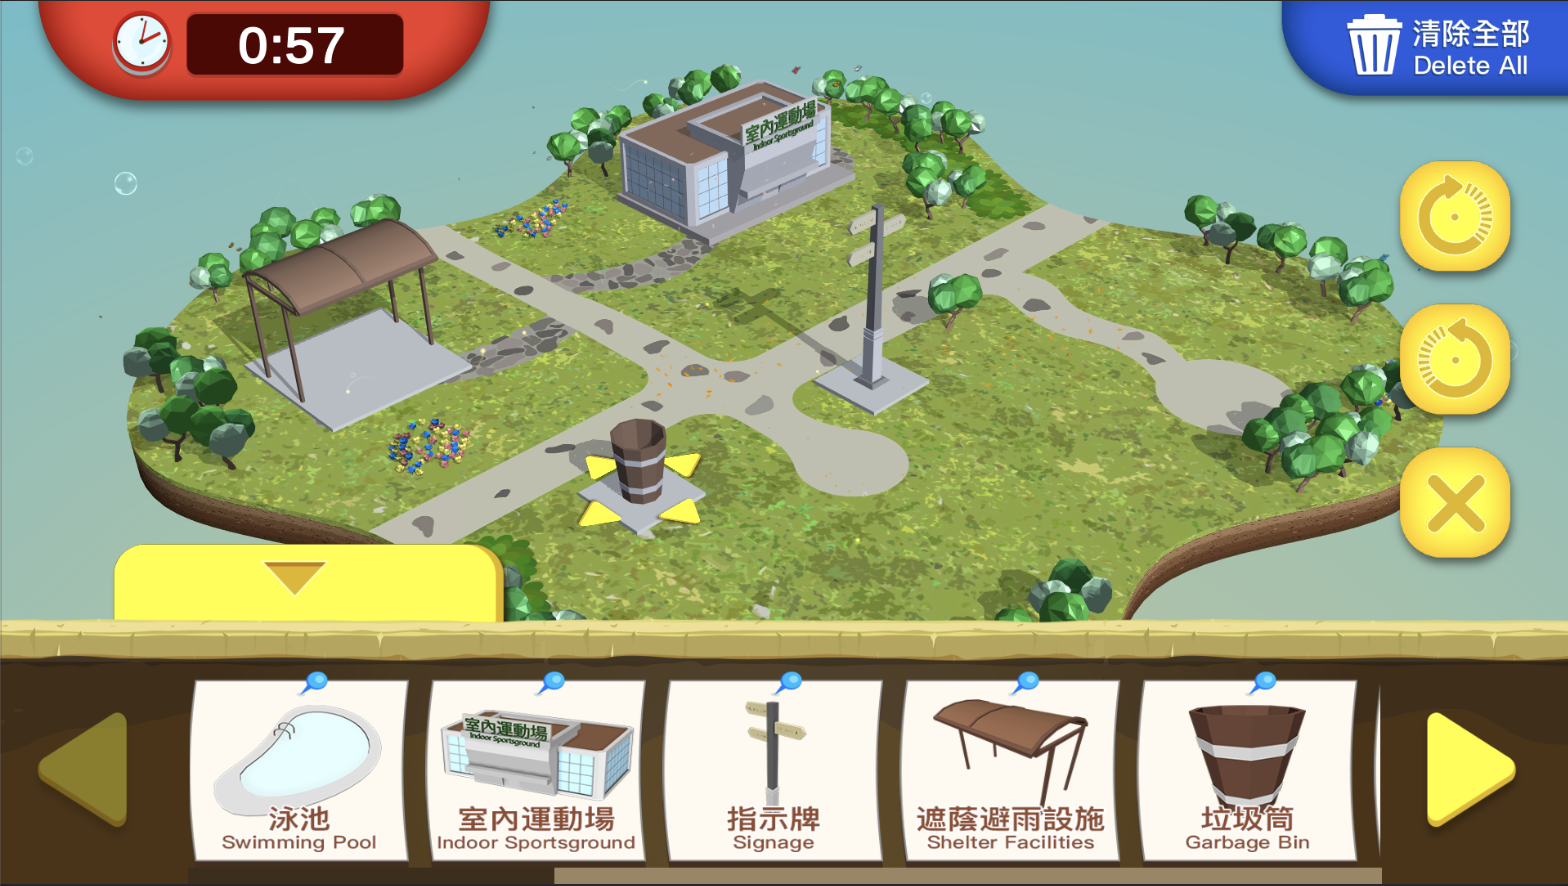 0:57
清除全部
Delete All
室內運動場
Indoor Sportsground
泳池
Swimming Pool
室內運動場
Indoor Sportsground
室內運動場
Indoor Sportsground
指示牌
Signage
遮蔭避雨設施
Shelter Facilities
垃圾筒
Garbage Bin